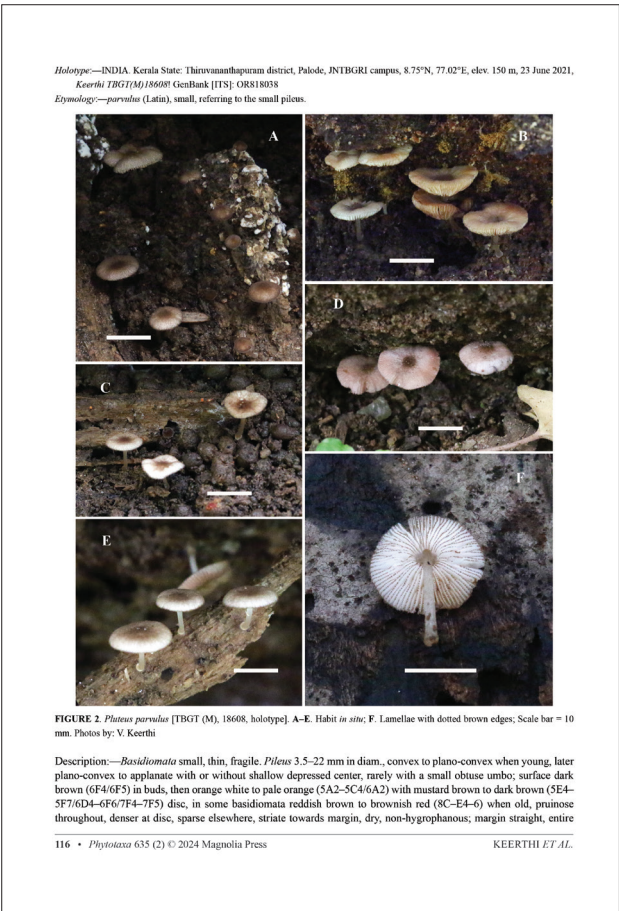 Holotype:—INDIA. Kerala State: Thiruvananthapuram district, Palode, JNTBGRI campus, 8.75°N, 77.02°E, elev. 150 m, 23 June 2021,
Keerthi TBGT(M)18608! GenBank [ITS]: OR818038
Etymology:—parvulus (Latin), small, referring to the small pileus.
A
B
C
D
E
F
FIGURE 2. Pluteus parvulus [TBGT (M), 18608, holotype]. A–E. Habit in situ; F. Lamellae with dotted brown edges; Scale bar = 10
mm. Photos by: V. Keerthi
Description:—Basidiomata small, thin, fragile. Pileus 3.5–22 mm in diam., convex to plano-convex when young, later
plano-convex to applanate with or without shallow depressed center, rarely with a small obtuse umbo; surface dark
brown (6F4/6F5) in buds, then orange white to pale orange (5A2–5C4/6A2) with mustard brown to dark brown (5E4–
5F7/6D4–6F6/7F4–7F5) disc, in some basidiomata reddish brown to brownish red (8C–E4–6) when old, pruinose
throughout, denser at disc, sparse elsewhere, striate towards margin, dry, non-hygrophanous; margin straight, entire
116 • Phytotaxa 635 (2) © 2024 Magnolia Press
KEERTHI ET AL.